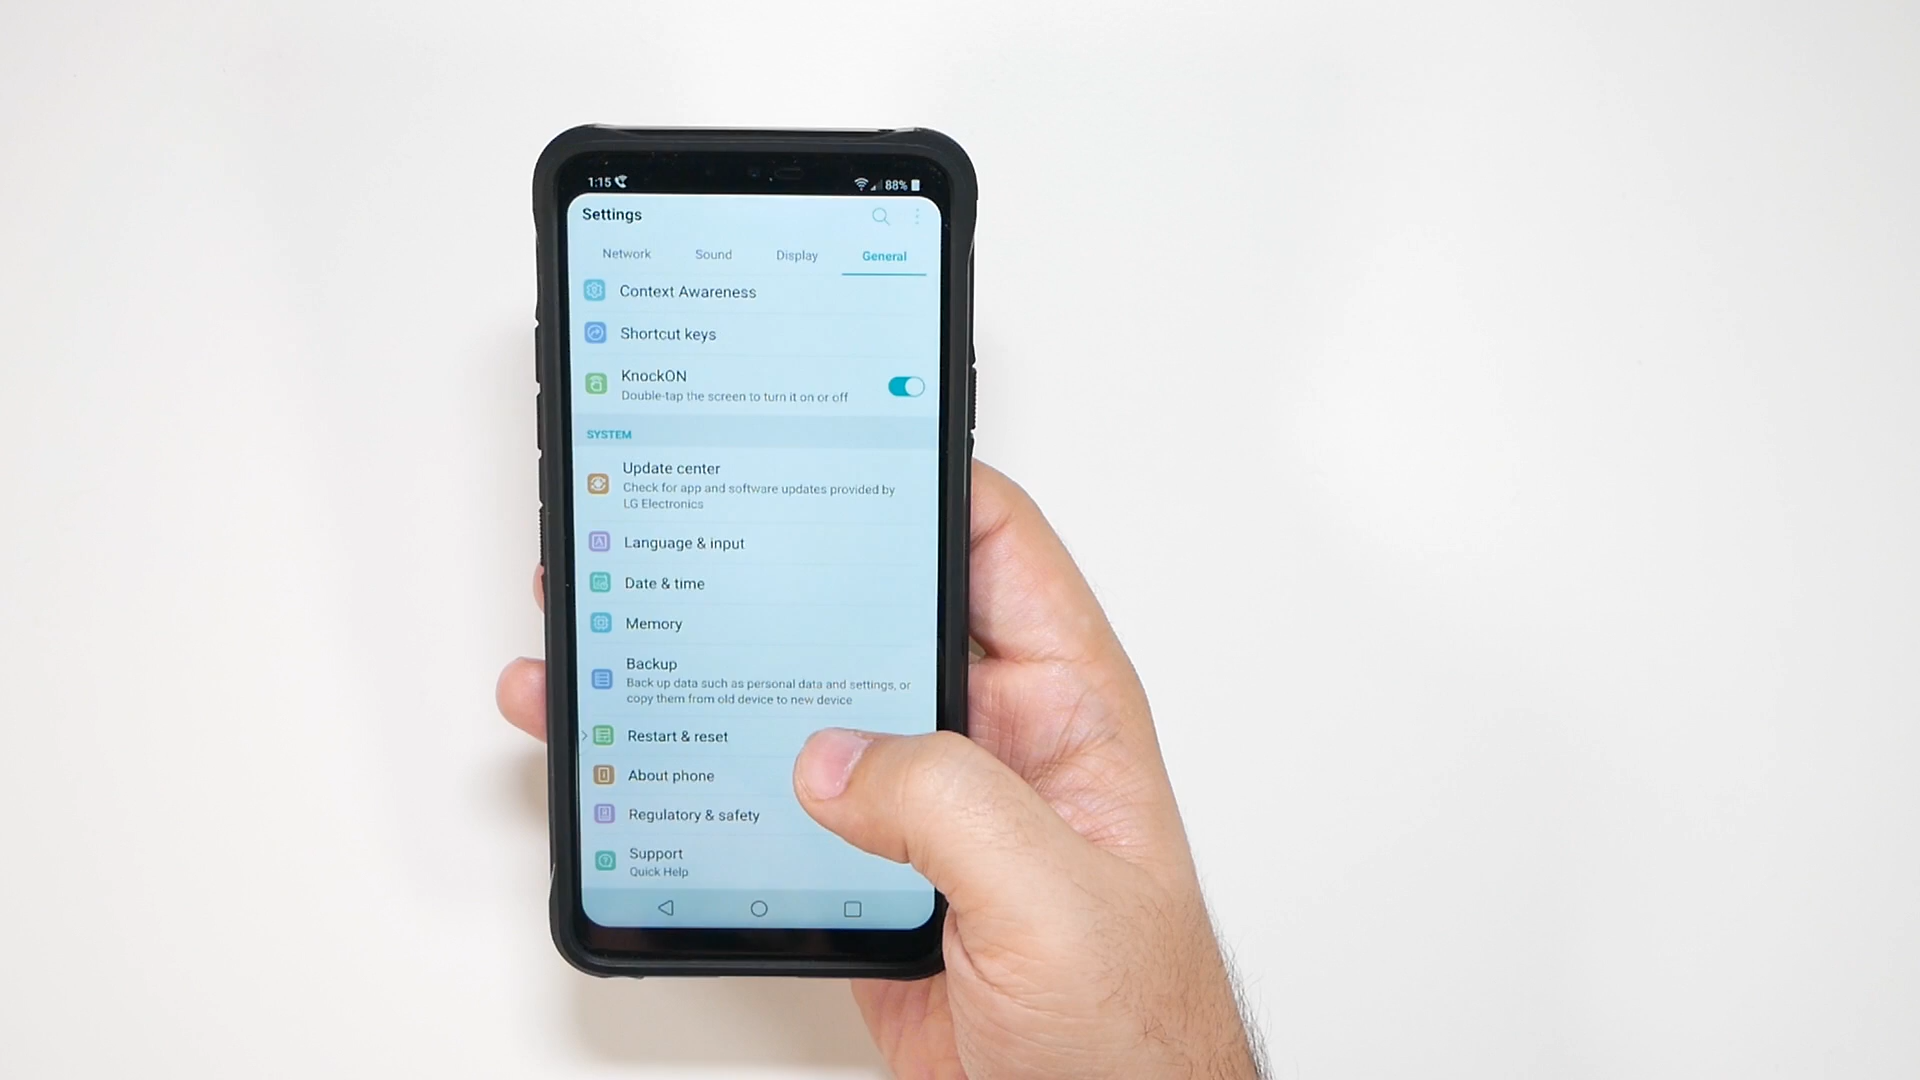 1:15 88%
Settings
Network Sound Display General
Context Awareness
Shortcut keys
KnockON
Double-tap the screen to turn it on or off
SYSTEM
Update center
Check for app and software updates provided by
LG Electronics
Language & input
Date & time
Memory
Backup
Back up data such as personal data and settings, or
copy them from old device to new device
Restart & reset
About phone
Regulatory & safety
Support
Quick Help